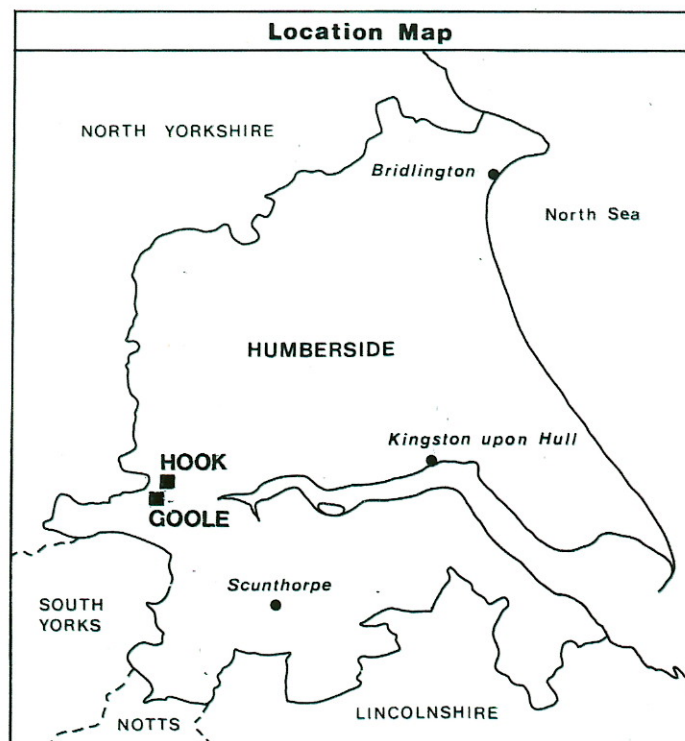 Location Map
NORTH YORKSHIRE
Bridlington
North Sea
HUMBERSIDE
Kingston upon Hull
HOOK
GOOLE
Scunthorpe
SOUTH
YORKS
LINCOLNSHIRE
NOTTS